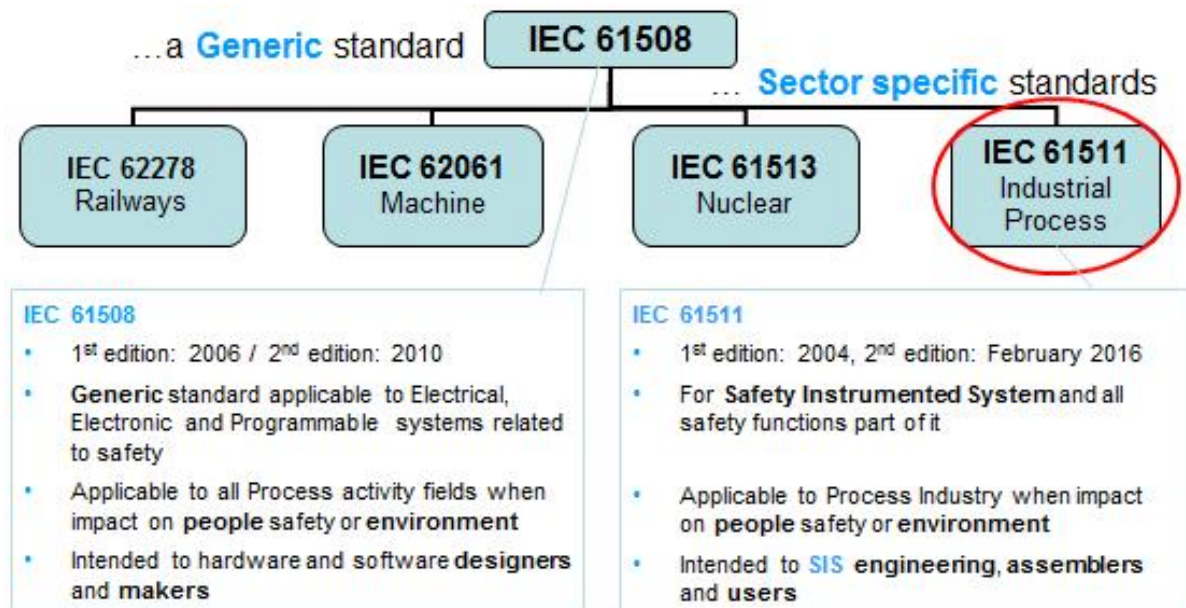 ...a Generic standard
IEC 61508
... Sector specific standards
IEC 62278
Railways
IEC 62061
Machine
IEC 61513
Nuclear
IEC 61511
Industrial
Process
IEC 61508
• 1st edition: 2006 / 2nd edition: 2010
• Generic standard applicable to Electrical,
Electronic and Programmable systems related
to safety
• Applicable to all Process activity fields when
impact on people safety or environment
• Intended to hardware and software designers
and makers
IEC 61511
• 1st edition: 2004, 2nd edition: February 2016
• For Safety Instrumented System and all
safety functions part of it
• Applicable to Process Industry when impact
on people safety or environment
• Intended to SIS engineering, assemblers
and users